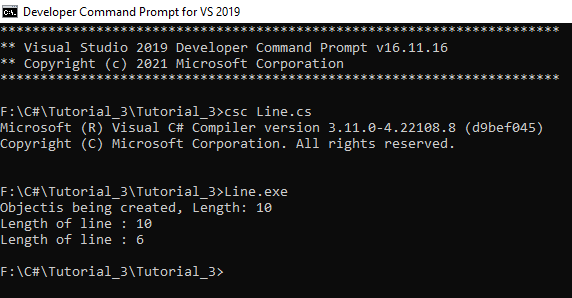 Developer Command Prompt for VS 2019
**********************************************************************
** Visual Studio 2019 Developer Command Prompt v16.11.16
** Copyright (c) 2021 Microsoft Corporation
**********************************************************************
F:\C#\Tutorial_3\Tutorial_3>csc Line.cs
Microsoft (R) Visual C# Compiler version 3.11.0-4.22108.8 (d9bef045)
Copyright (C) Microsoft Corporation. All rights reserved.
F:\C#\Tutorial_3\Tutorial_3>Line.exe
Objectis being created, Length: 10
Length of line : 10
Length of line : 6
F:\C#\Tutorial_3\Tutorial_3>